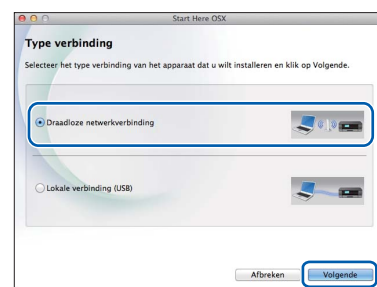 Start Here OSX
Type verbinding
Selecteer het type verbinding van het apparaat dat u wilt installeren en klik op Volgende.
Draadloze netwerkverbinding
Lokale verbinding (USB)
Afbreken
Volgende